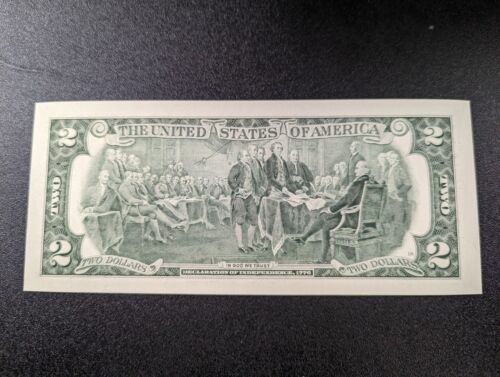 2 THE UNITED STATES OF AMERICA 2
TWO TWO
2 2
TWO DOLLARS IN GOD WE TRUST TWO DOLLARS
DECLARATION OF INDEPENDENCE, 1776